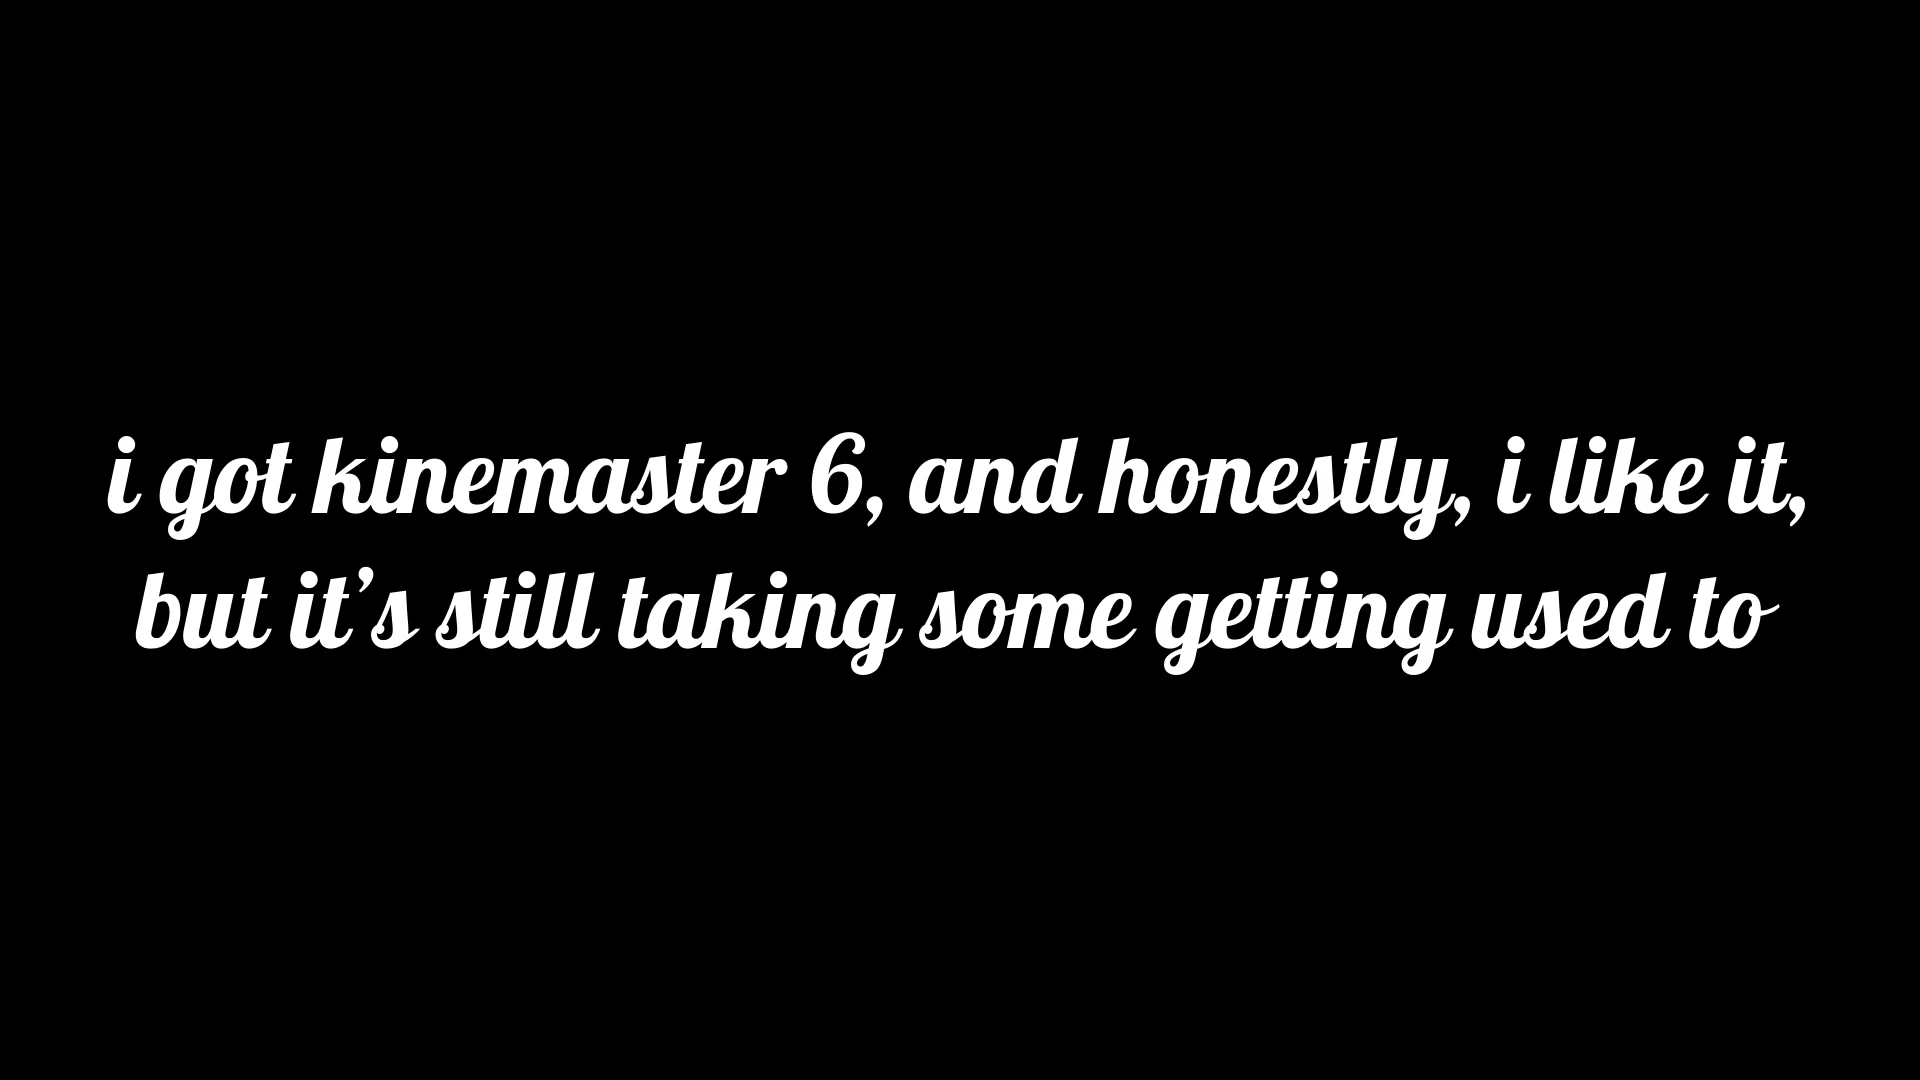 i got kinemaster 6, and honestly, i like it,
but it’s still taking some getting used to